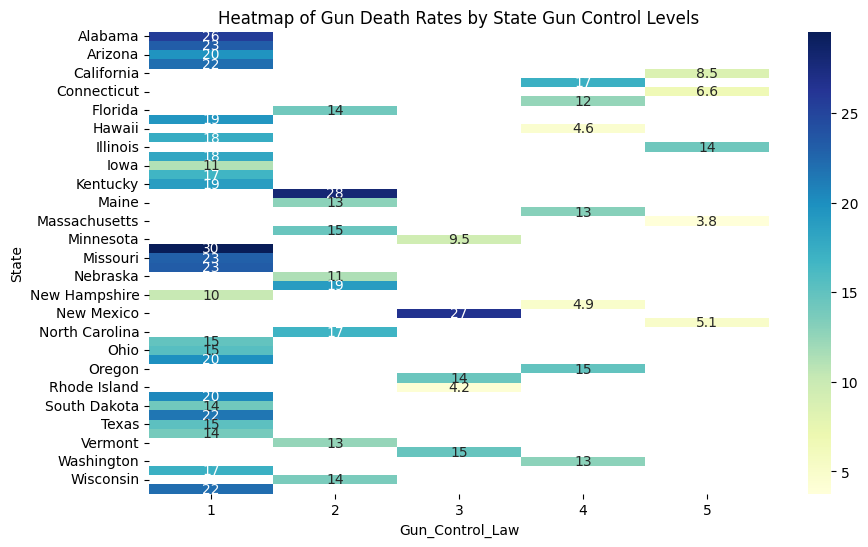 Heatmap of Gun Death Rates by State Gun Control Levels
Alabama 26
23
Arizona 20
22
California 8.5
17
Connecticut 6.6
12
Florida 14
19
Hawaii 4.6
18
Illinois 14
18
Iowa 11
17
Kentucky 19
28
Maine 13
13
Massachusetts 3.8
15
Minnesota 9.5
30
Missouri 23
23
Nebraska 11
19
New Hampshire 10
4.9
New Mexico 27
5.1
North Carolina 17
15
Ohio 15
20
Oregon 15
14
Rhode Island 4.2
20
South Dakota 14
22
Texas 15
14
Vermont 13
15
Washington 13
17
Wisconsin 14
22
State
1 2 3 4 5
Gun_Control_Law
25
20
15
10
5